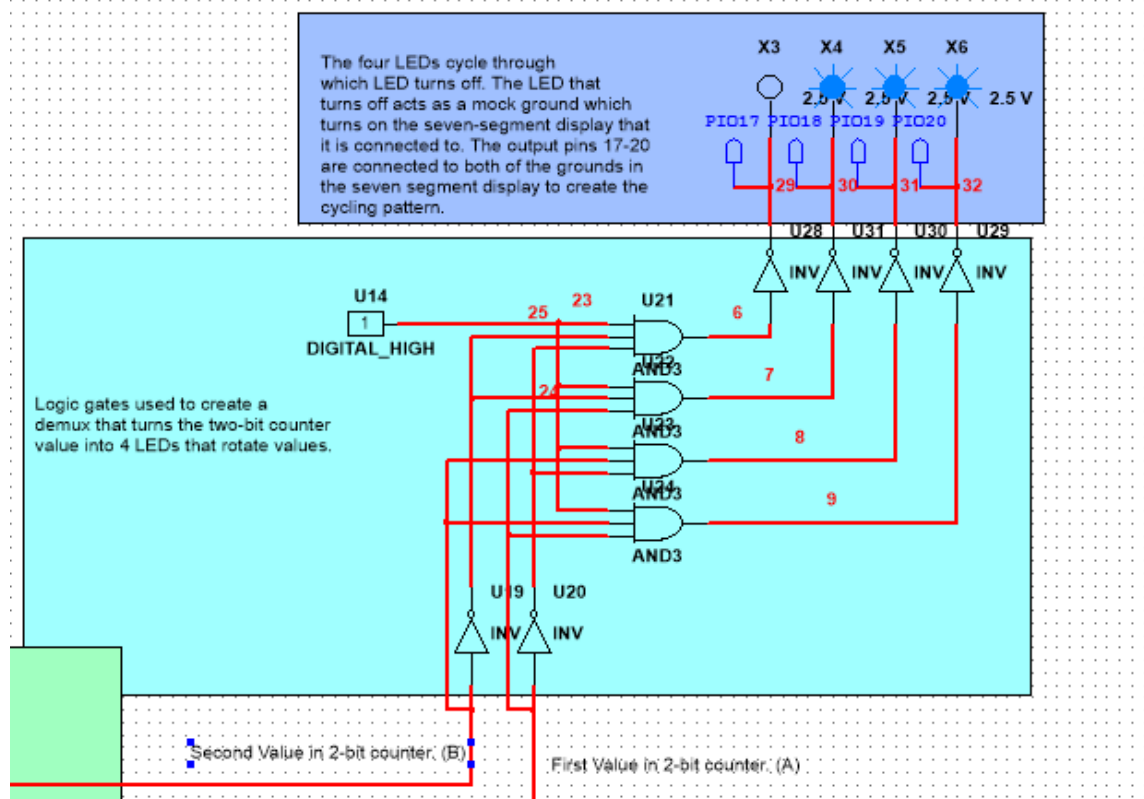 X3 X4 X5 X6
The four LEDs cycle through
which LED turns off. The LED that
turns off acts as a mock ground which
turns on the seven-segment display that
it is connected to. The output pins 17-20
are connected to both of the grounds in
the seven segment display to create the
cycling pattern.
2.5 V 2.5 V 2.5 V 2.5 V
PIO17 PIO18 PIO19 PIO20
29 30 31 32
U28 U31 U30 U29
INV INV INV INV
U14
1
DIGITAL_HIGH
25 23 U21 6
U22
AND3
24 7
U23
AND3
8
U24
AND3
9
AND3
Logic gates used to create a
demux that turns the two-bit counter
value into 4 LEDs that rotate values.
U19 U20
INV INV
Second Value in 2-bit counter. (B)
First Value in 2-bit counter. (A)